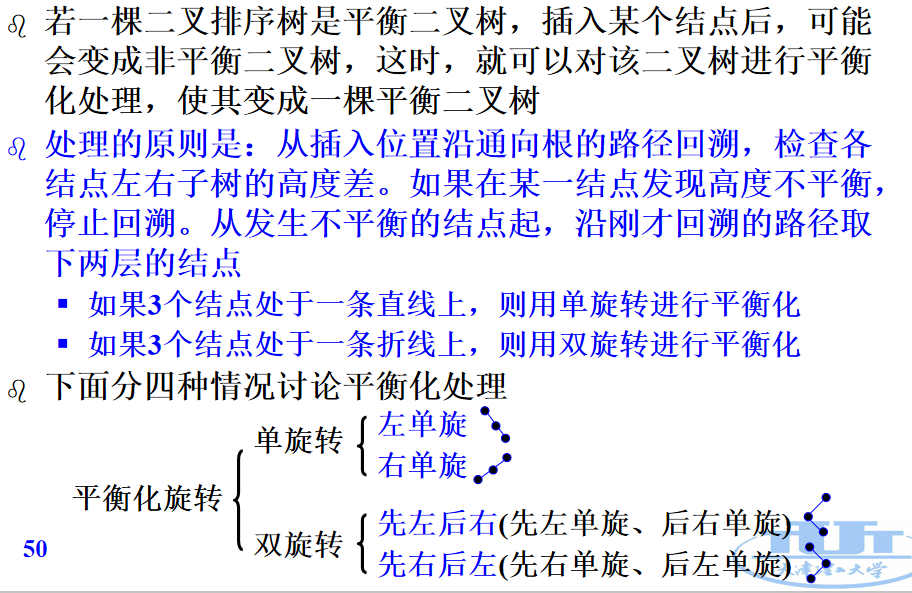 若一棵二叉排序树是平衡二叉树，插入某个结点后，可能
会变成非平衡二叉树，这时，就可以对该二叉树进行平衡
化处理，使其变成一棵平衡二叉树
处理的原则是：从插入位置沿通向根的路径回溯，检查各
结点左右子树的高度差。如果在某一结点发现高度不平衡，
停止回溯。从发生不平衡的结点起，沿刚才回溯的路径取
下两层的结点
如果3个结点处于一条直线上，则用单旋转进行平衡化
如果3个结点处于一条折线上，则用双旋转进行平衡化
下面分四种情况讨论平衡化处理
平衡化旋转
单旋转
左单旋
右单旋
双旋转
先左后右(先左单旋、后右单旋)
先右后左(先右单旋、后左单旋)
50
TUT
天津理工大学